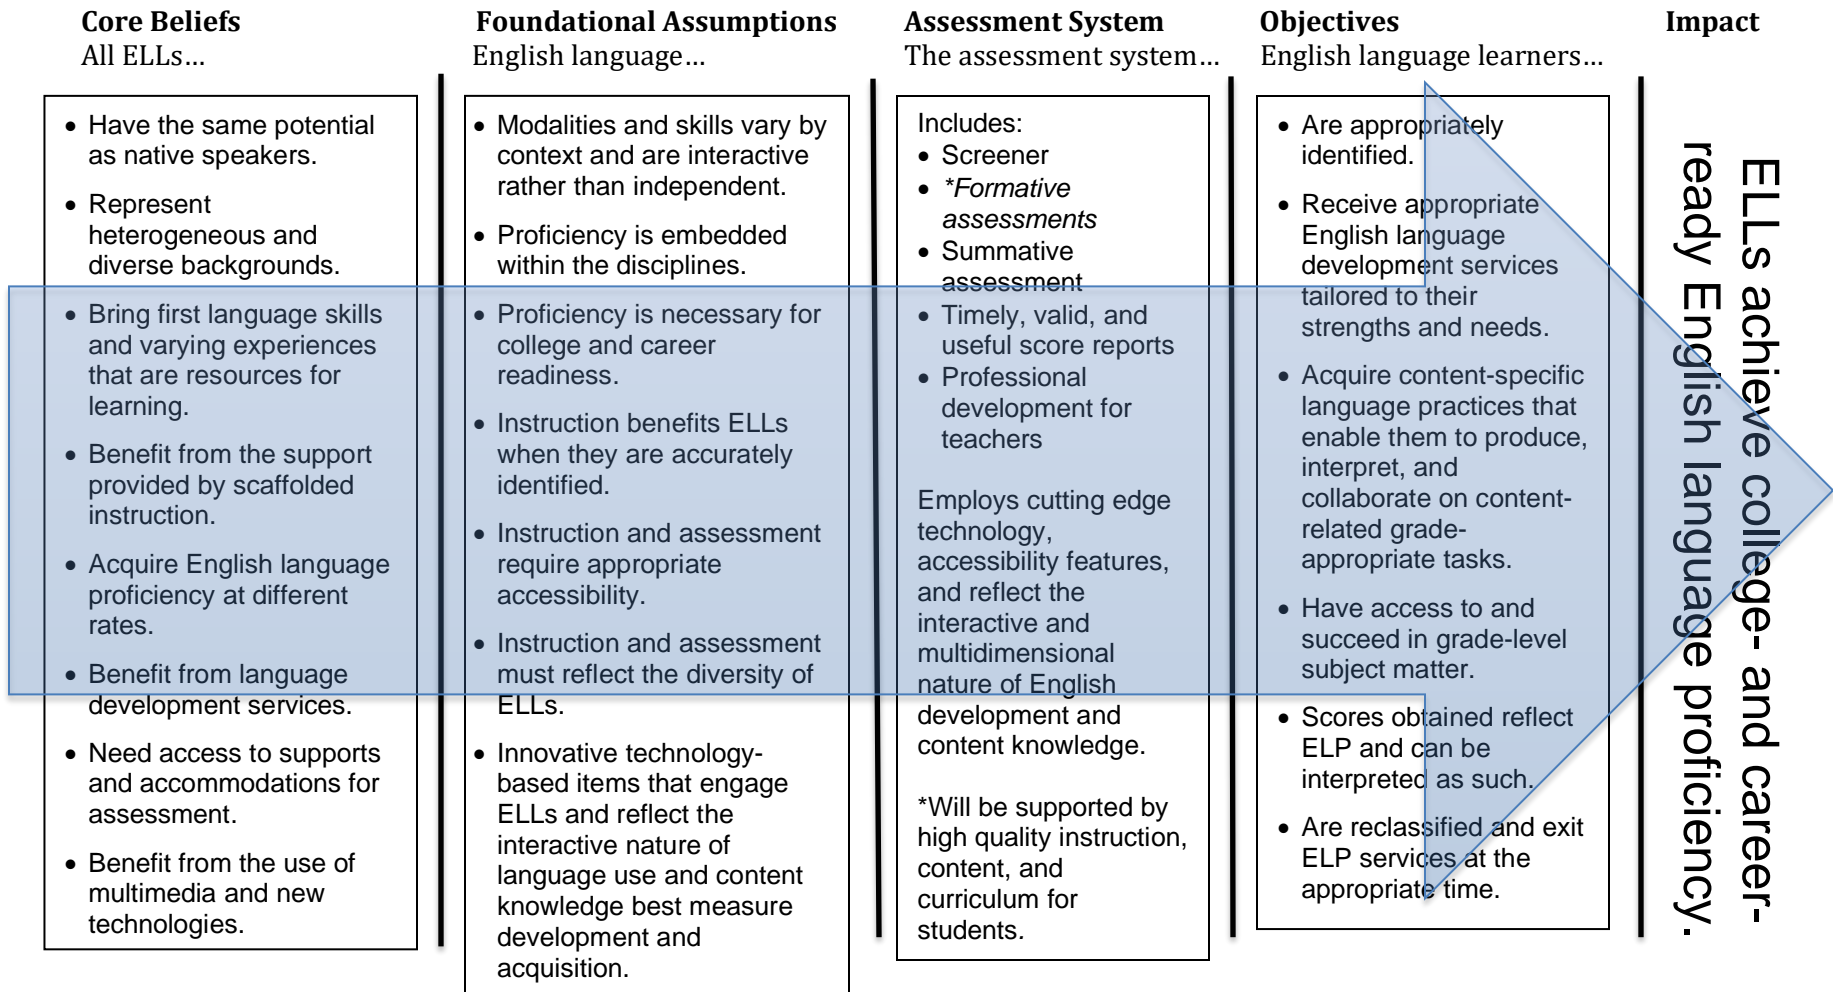 Core Beliefs
All ELLs…
• Have the same potential
as native speakers.
• Represent
heterogeneous and
diverse backgrounds.
• Bring first language skills
and varying experiences
that are resources for
learning.
• Benefit from the support
provided by scaffolded
instruction.
• Acquire English language
proficiency at different
rates.
• Benefit from language
development services.
• Need access to supports
and accommodations for
assessment.
• Benefit from the use of
multimedia and new
technologies.
Foundational Assumptions
English language…
• Modalities and skills vary by
context and are interactive
rather than independent.
• Proficiency is embedded
within the disciplines.
• Proficiency is necessary for
college and career
readiness.
• Instruction benefits ELLs
when they are accurately
identified.
• Instruction and assessment
require appropriate
accessibility.
• Instruction and assessment
must reflect the diversity of
ELLs.
• Innovative technology-
based items that engage
ELLs and reflect the
interactive nature of
language use and content
knowledge best measure
development and
acquisition.
Assessment System
The assessment system…
Includes:
• Screener
• *Formative
assessments
• Summative
assessment
• Timely, valid, and
useful score reports
• Professional
development for
teachers
Employs cutting edge
technology,
accessibility features,
and reflect the
interactive and
multidimensional
nature of English
development and
content knowledge.
*Will be supported by
high quality instruction,
content, and
curriculum for
students.
Objectives
English language learners…
• Are appropriately
identified.
• Receive appropriate
English language
development services
tailored to their
strengths and needs.
• Acquire content-specific
language practices that
enable them to produce,
interpret, and
collaborate on content-
related grade-
appropriate tasks.
• Have access to and
succeed in grade-level
subject matter.
• Scores obtained reflect
ELP and can be
interpreted as such.
• Are reclassified and exit
ELP services at the
appropriate time.
Impact
ELLs achieve college- and career-
ready English language proficiency.